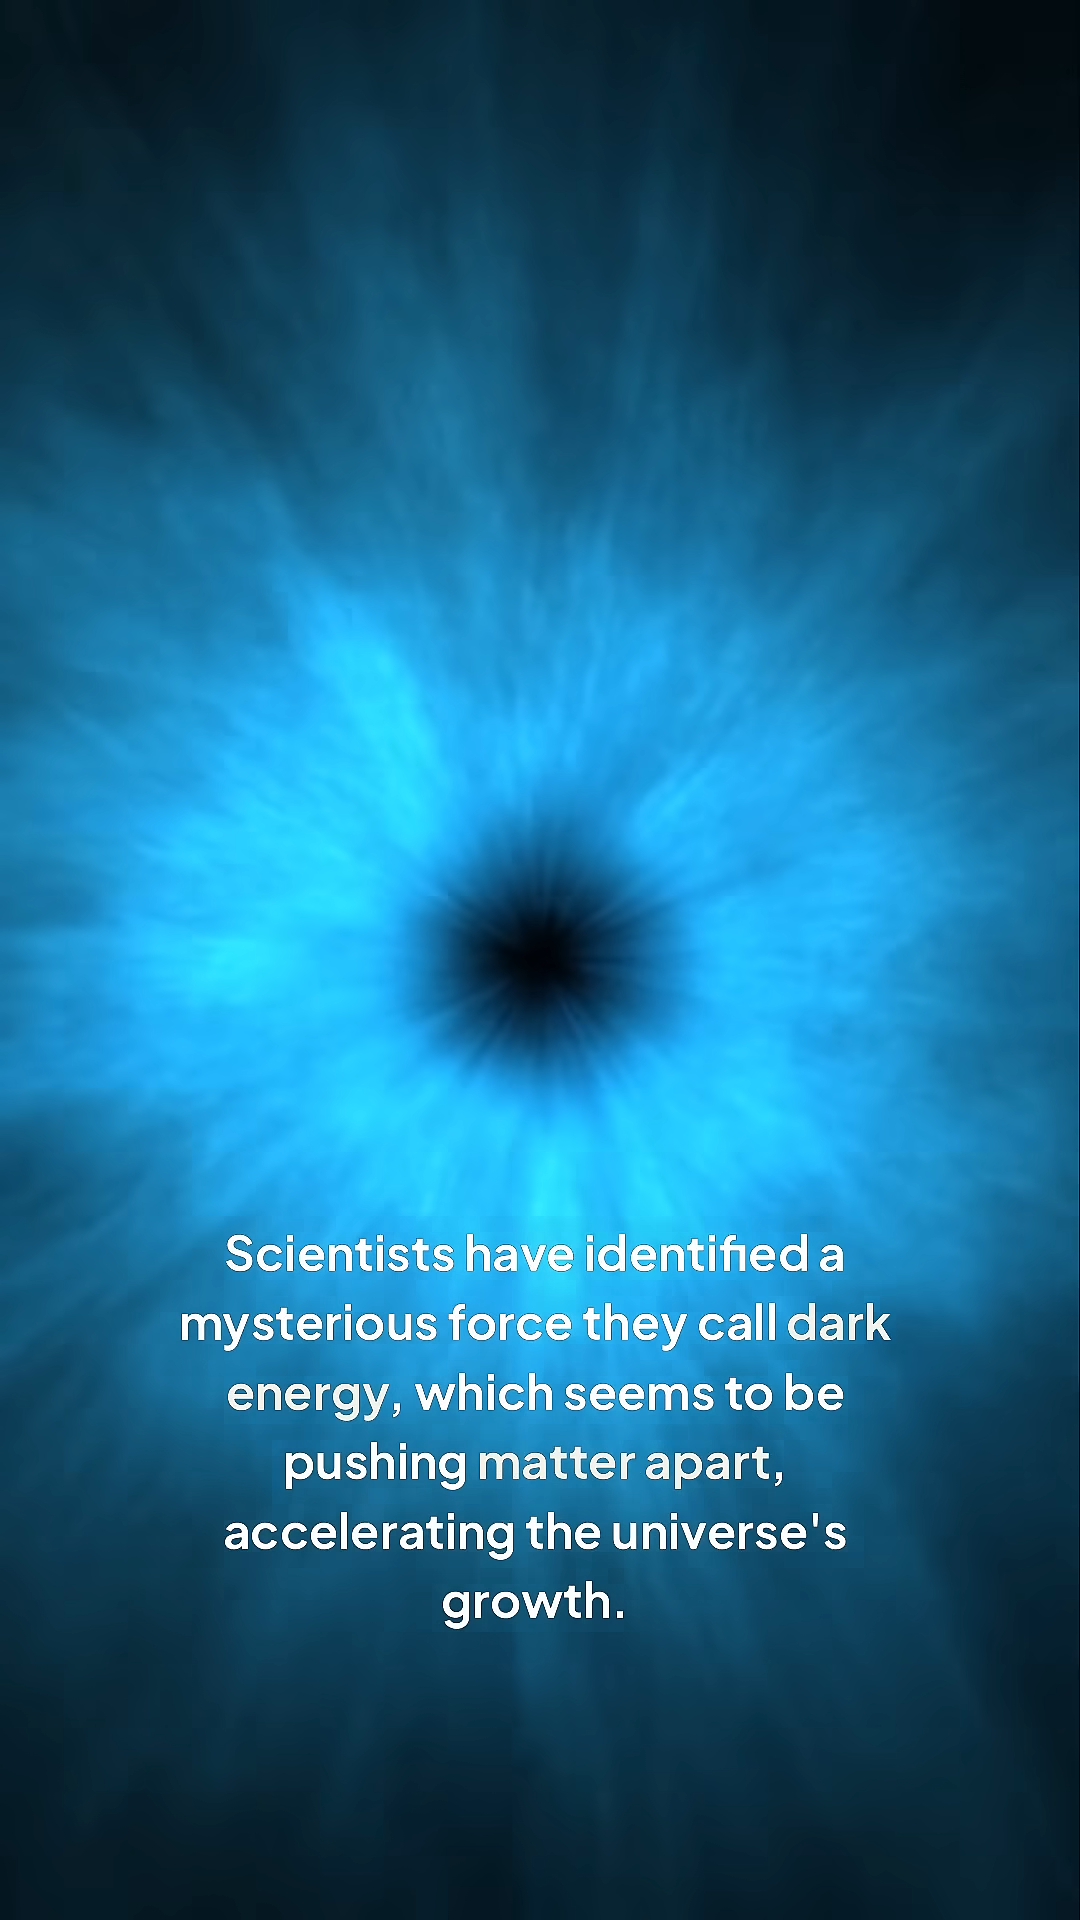 Scientists have identified a
mysterious force they call dark
energy, which seems to be
pushing matter apart,
accelerating the universe's
growth.